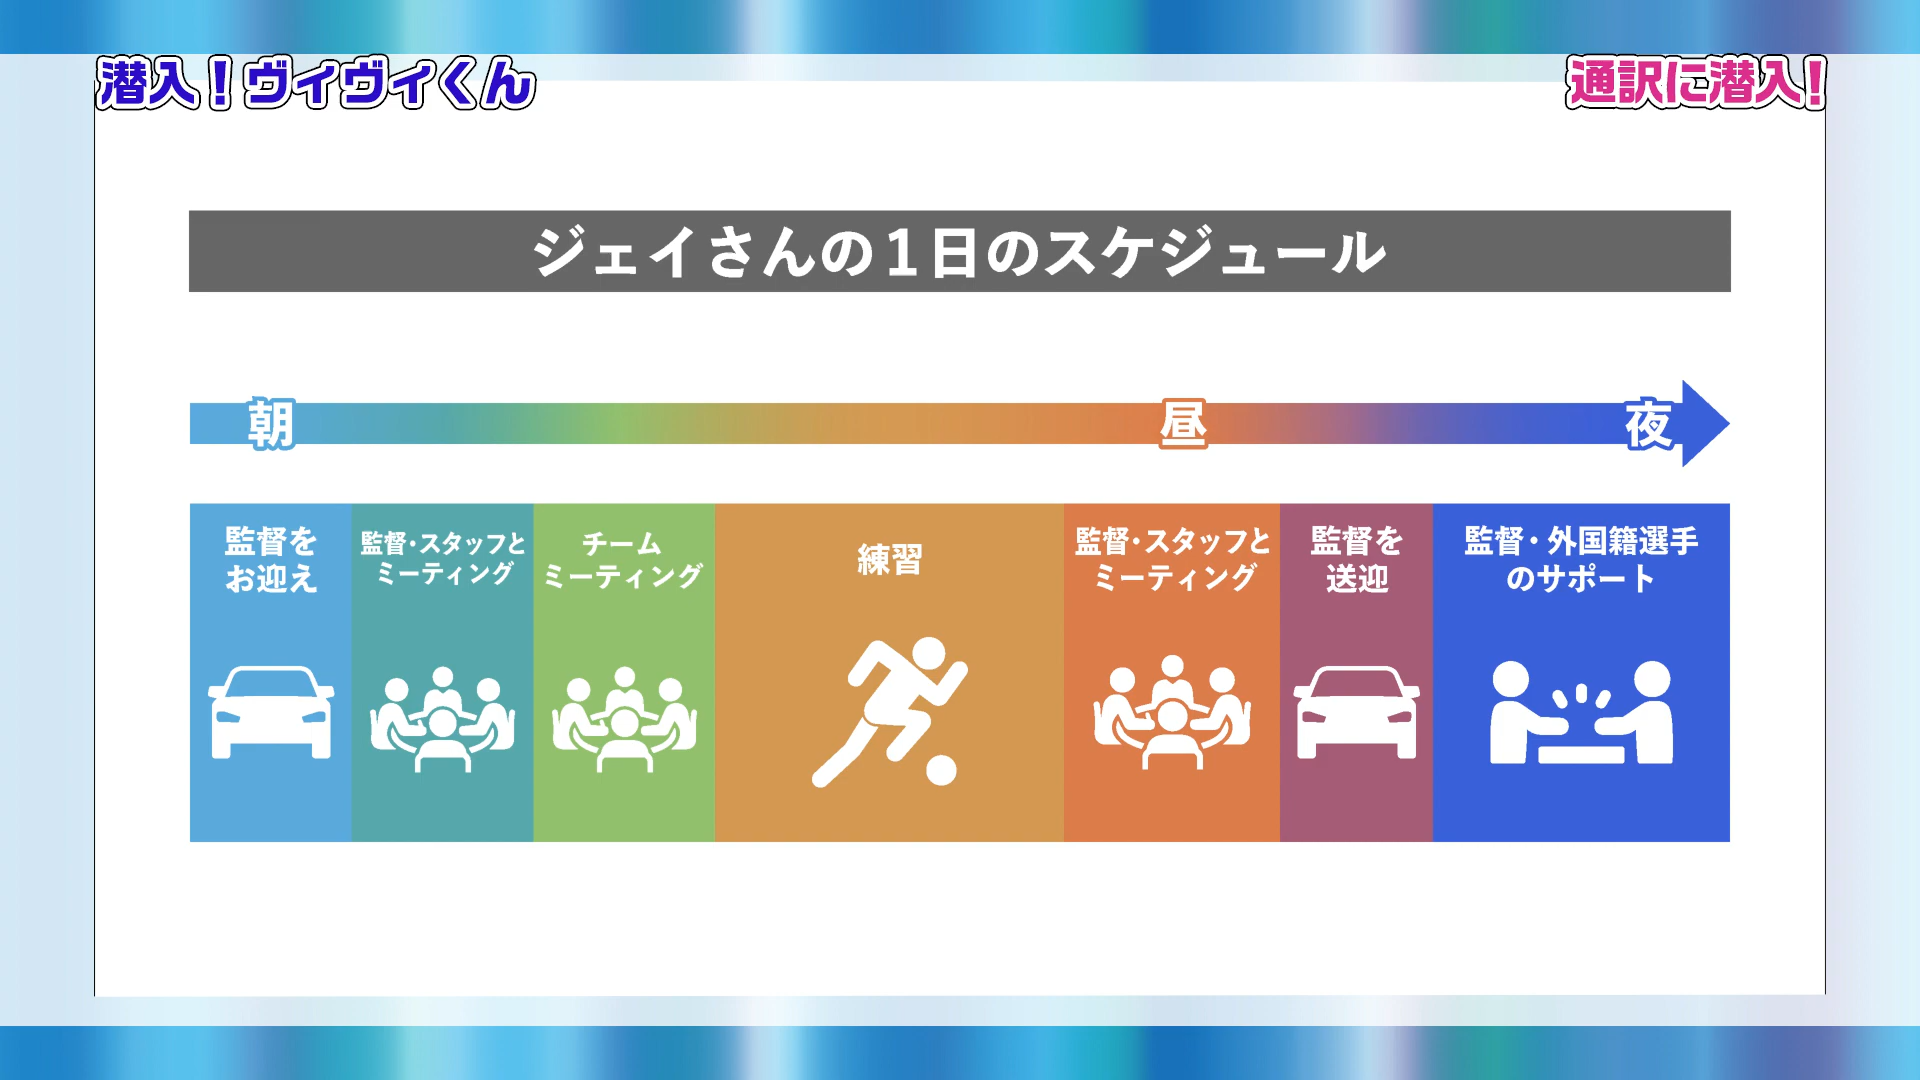 潜入！ヴィヴィくん
通訳に潜入！
ジェイさんの１日のスケジュール
朝
昼
夜
監督を
お迎え
監督・スタッフと
ミーティング
チーム
ミーティング
練習
監督・スタッフと
ミーティング
監督を
送迎
監督・外国籍選手
のサポート